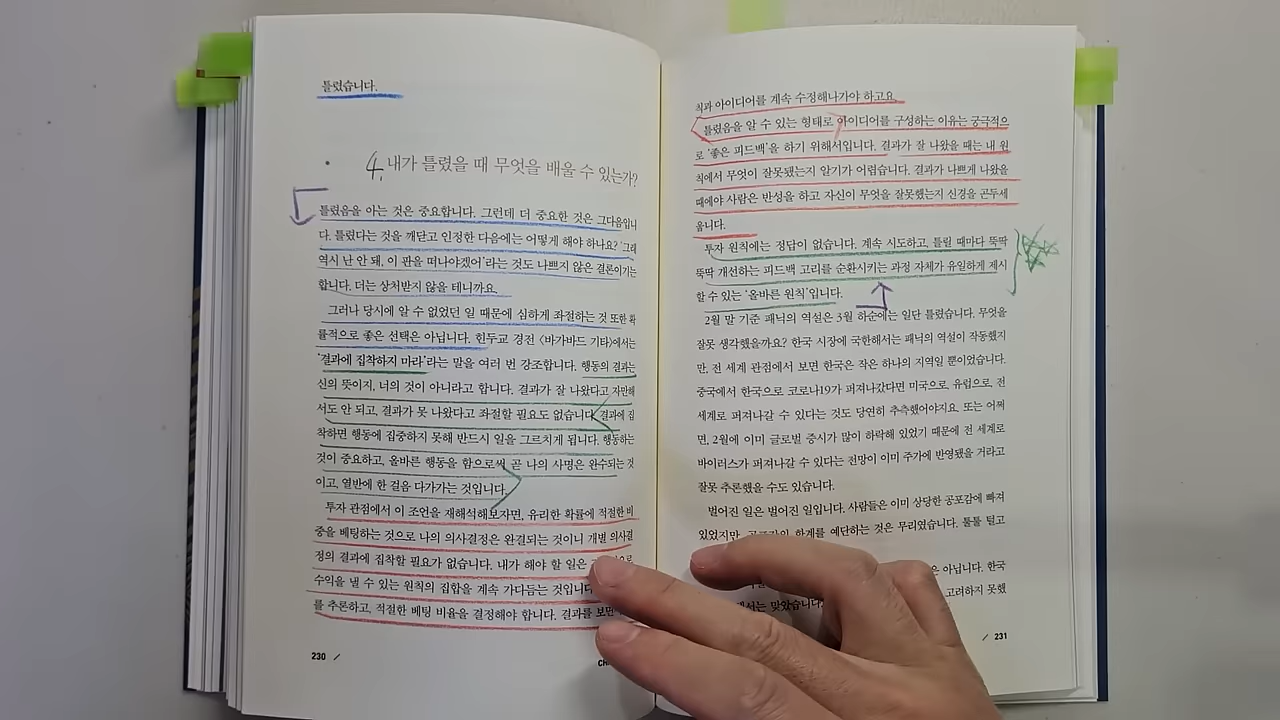 틀렸습니다.
4. 내가 틀렸을 때 무엇을 배울 수 있는가?
틀렸음을 아는 것은 중요합니다. 그런데 더 중요한 것은 그다음입니
다. 틀렸다는 것을 깨닫고 인정한 다음에는 어떻게 해야 하나요? ‘그래
역시 난 안 돼, 이 판을 떠나야겠어’라는 것도 나쁘지 않은 결론이기는
합니다. 더는 상처받지 않을 테니까요.
그러나 당시에 알 수 없었던 일 때문에 심하게 좌절하는 것 또한 확
률적으로 좋은 선택은 아닙니다. 힌두교 경전 〈바가바드 기타〉에서는
‘결과에 집착하지 마라’라는 말을 여러 번 강조합니다. 행동의 결과는
신의 뜻이지, 너의 것이 아니라고 합니다. 결과가 잘 나왔다고 자만해
서도 안 되고, 결과가 못 나왔다고 좌절할 필요도 없습니다. 결과에 집
착하면 행동에 집중하지 못해 반드시 일을 그르치게 됩니다. 행동하는
것이 중요하고, 올바른 행동을 함으로써 곧 나의 사명은 완수되는 것
이고, 열반에 한 걸음 다가가는 것입니다.
투자 관점에서 이 조언을 재해석해보자면, 유리한 확률에 적절한 비
중을 베팅하는 것으로 나의 의사결정은 완결되는 것이니 개별 의사결
정의 결과에 집착할 필요가 없습니다. 내가 해야 할 일은
수익을 낼 수 있는 원칙의 집합을 계속 가다듬는 것입니다
를 추론하고, 적절한 베팅 비율을 결정해야 합니다. 결과를 보면
230 /
칙과 아이디어를 계속 수정해나가야 하고요.
틀렸음을 알 수 있는 형태로 아이디어를 구성하는 이유는 궁극적으
로 ‘좋은 피드백’을 하기 위해서입니다. 결과가 잘 나왔을 때는 내 원
칙에서 무엇이 잘못됐는지 알기가 어렵습니다. 결과가 나쁘게 나왔을
때에야 사람은 반성을 하고 자신이 무엇을 잘못했는지 신경을 곤두세
웁니다.
투자 원칙에는 정답이 없습니다. 계속 시도하고, 틀릴 때마다 뚝딱
뚝딱 개선하는 피드백 고리를 순환시키는 과정 자체가 유일하게 제시
할 수 있는 ‘올바른 원칙’입니다.
2월 말 기준 패닉의 역설은 3월 하순에는 일단 틀렸습니다. 무엇을
잘못 생각했을까요? 한국 시장에 국한해서는 패닉의 역설이 작동했지
만, 전 세계 관점에서 보면 한국은 작은 하나의 지역일 뿐이었습니다.
중국에서 한국으로 코로나19가 퍼져나갔다면 미국으로, 유럽으로, 전
세계로 퍼져나갈 수 있다는 것도 당연히 추측했어야지요. 또는 어쩌
면, 2월에 이미 글로벌 증시가 많이 하락해 있었기 때문에 전 세계로
바이러스가 퍼져나갈 수 있다는 전망이 이미 주가에 반영됐을 거라고
잘못 추론했을 수도 있습니다.
벌어진 일은 벌어진 일입니다. 사람들은 이미 상당한 공포감에 빠져
있었지만, 한계를 예단하는 것은 무리였습니다. 툴툴 털고
아닙니다. 한국
맞았습니다. 고려하지 못했
/ 231